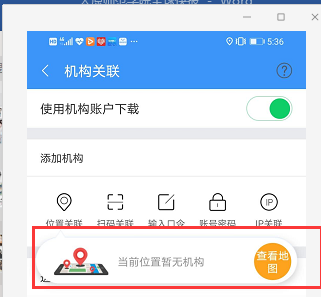 Word
5:36
机构关联
使用机构账户下载
添加机构
位置关联 扫码关联 输入口令 账号密码 IP关联
当前位置暂无机构
查看地
图